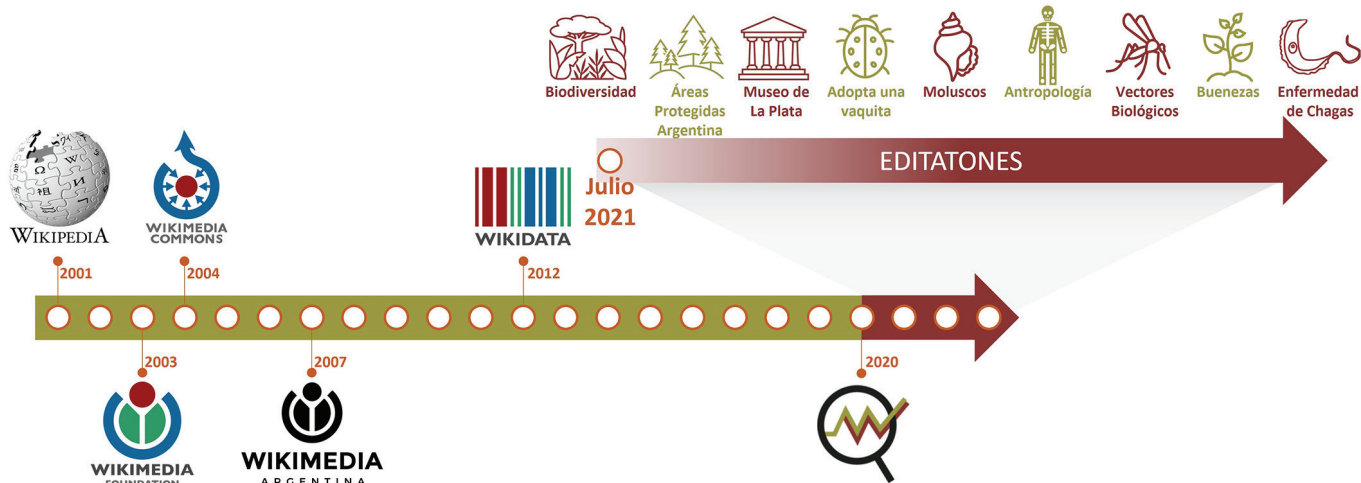 Biodiversidad
Áreas
Protegidas
Argentina
Museo de
La Plata
Adopta una
vaquita
Moluscos
Antropología
Vectores
Biológicos
Buenezas
Enfermedad
de Chagas
EDITATONES
Julio
2021
WIKIPEDIA
WIKIMEDIA
COMMONS
WIKIDATA
2001
2004
2012
2003
2007
2020
WIKIMEDIA
FOUNDATION
WIKIMEDIA
ARGENTINA